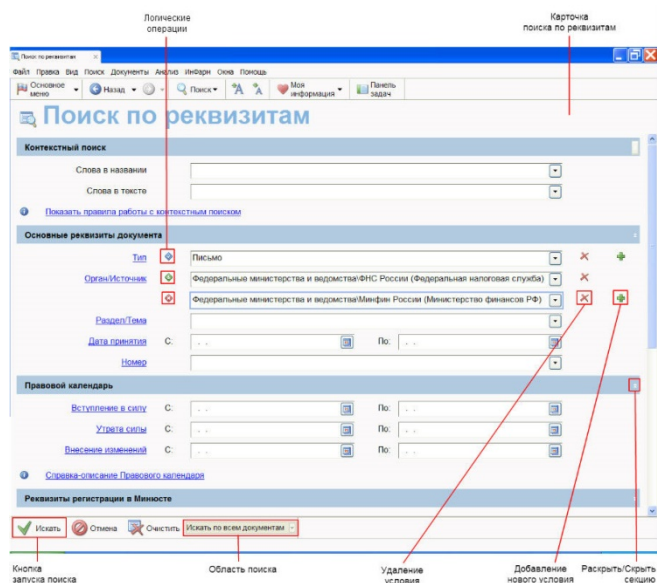 Логические
операции
Карточка
поиска по реквизитам
Поиск по реквизитам
Файл Правка Вид Поиск Документы Анализ ИнФарм Окна Помощь
Основное меню Назад Поиск Моя информация Панель задач
Поиск по реквизитам
Контекстный поиск
Слова в названии
Слова в тексте
Показать правила работы с контекстным поиском
Основные реквизиты документа
Тип Письмо
Орган/Источник Федеральные министерства и ведомства\ФНС России (Федеральная налоговая служба)
Федеральные министерства и ведомства\Минфин России (Министерство финансов РФ)
Раздел/Тема
Дата принятия С: . . По: . .
Номер
Правовой календарь
Вступление в силу С: . . По: . .
Утрата силы С: . . По: . .
Внесение изменений С: . . По: . .
Справка-описание Правового календаря
Реквизиты регистрации в Минюсте
Искать Отмена Очистить Искать по всем документам
Кнопка
запуска поиска
Область поиска
Удаление
условия
Добавление
нового условия
Раскрыть/Скрыть
секцию